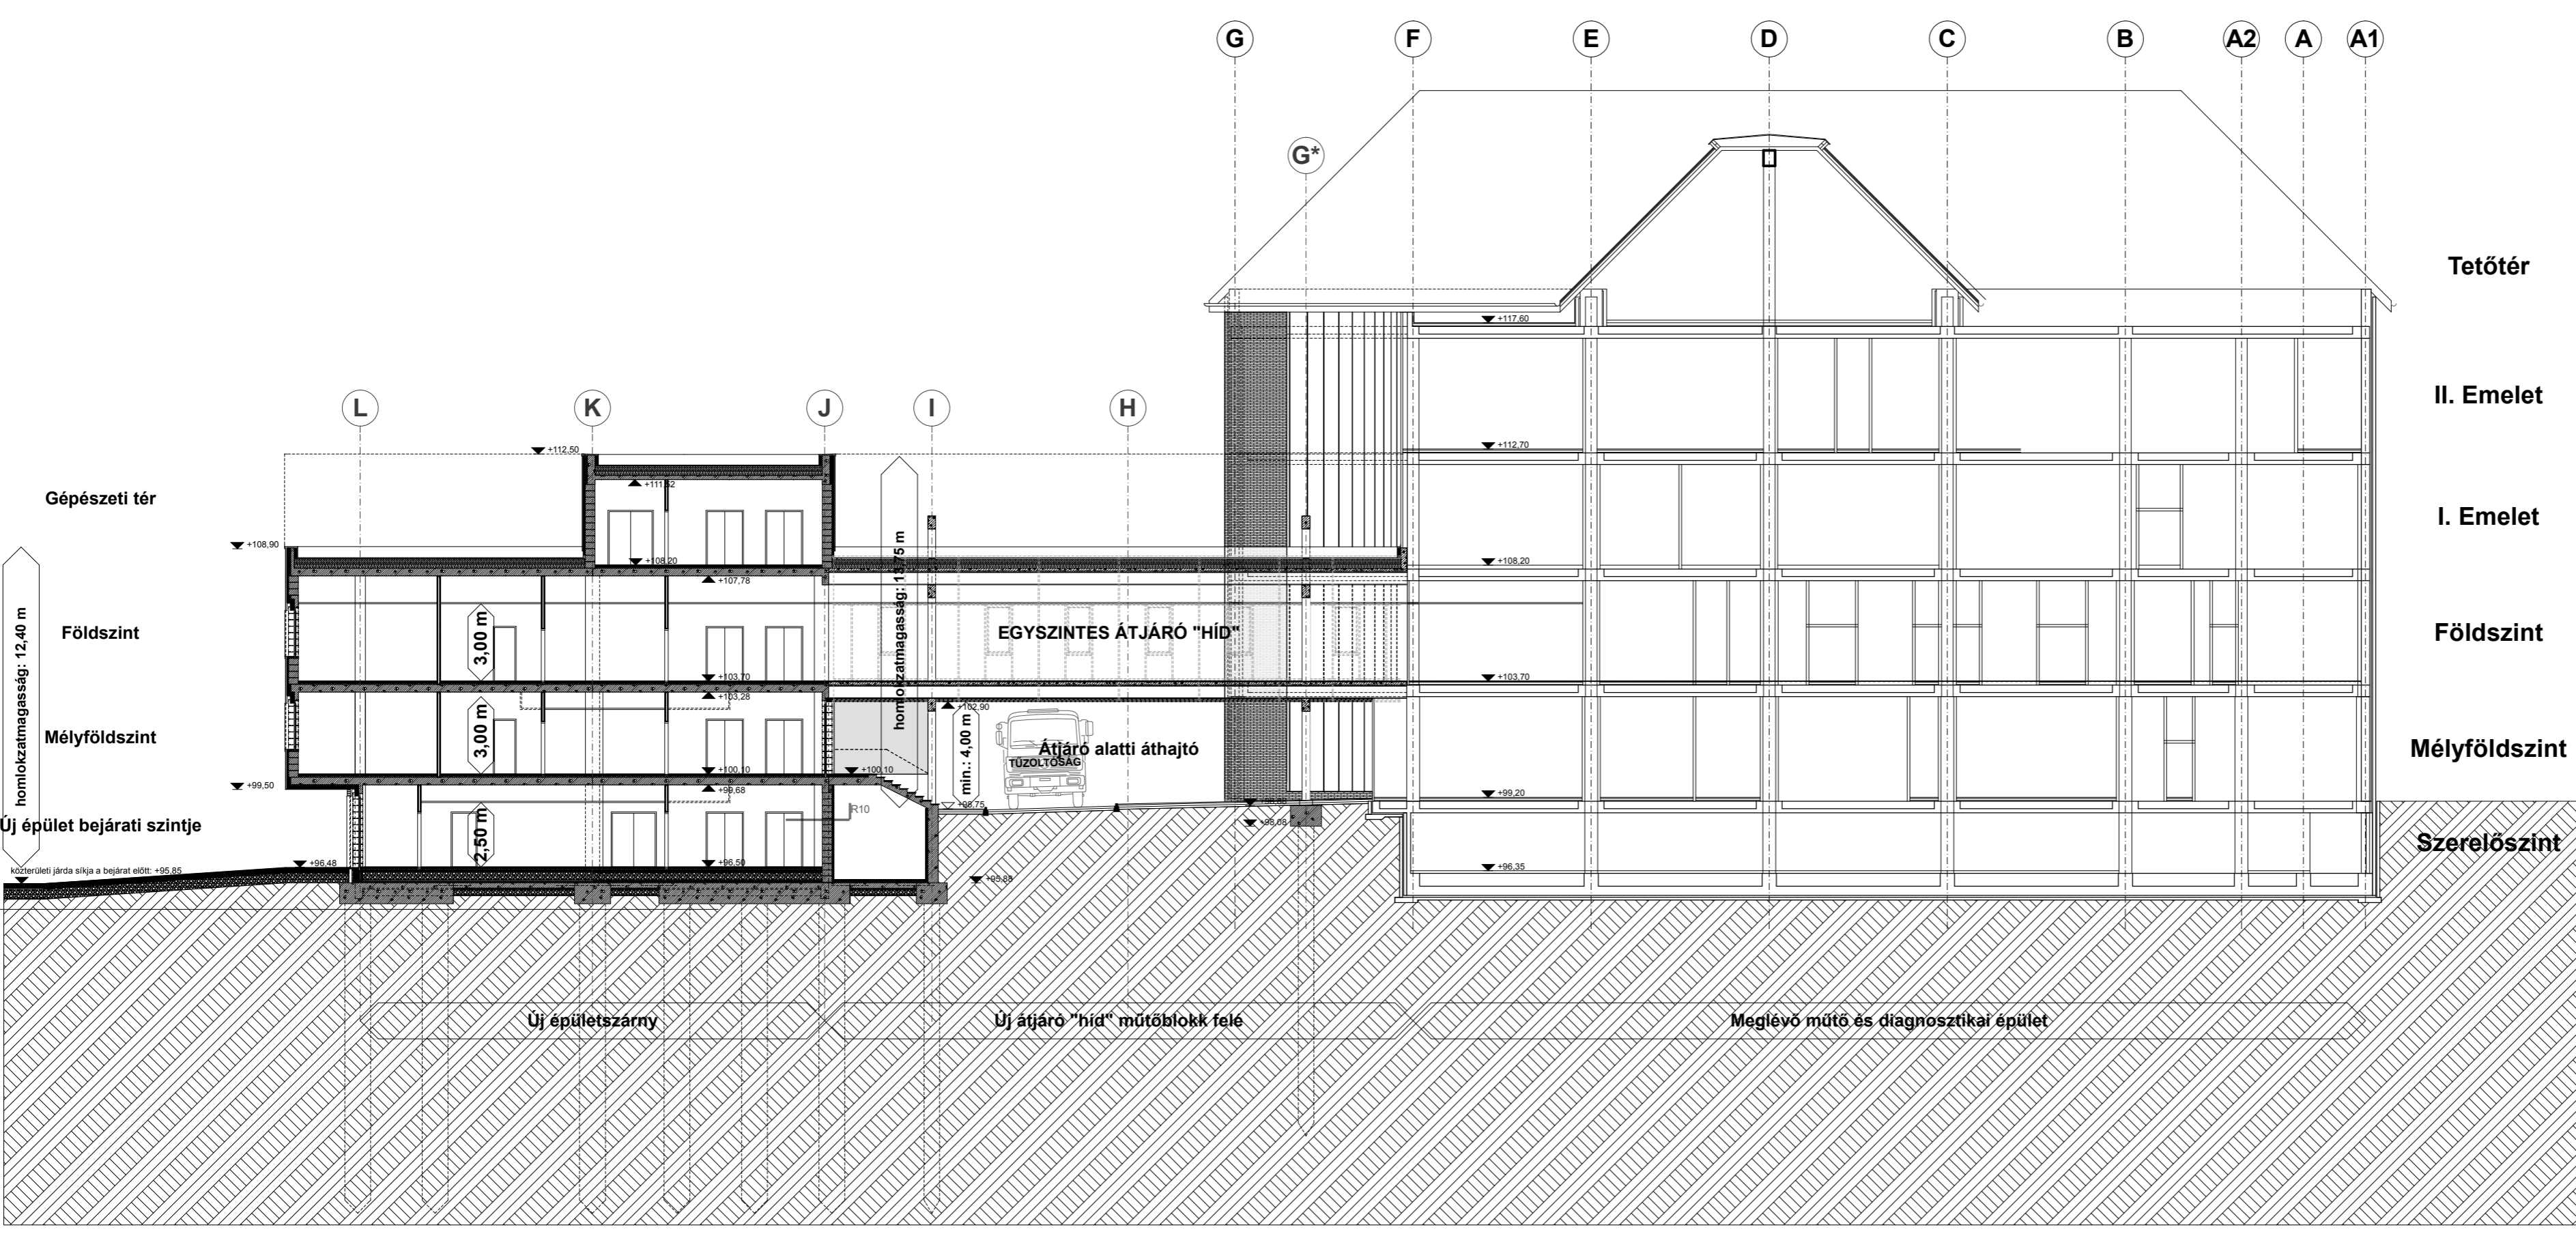 G F E D C B A2 A A1
G*
Tetőtér
+117,60
II. Emelet
L K J I H
+112,70
+112,50
Gépészeti tér
I. Emelet
+108,90
+108,20
+108,20
+107,78
homlokzatmagasság: 13,75 m
homlokzatmagasság: 12,40 m
Földszint
3,00 m
EGYSZINTES ÁTJÁRÓ "HÍD"
Földszint
+103,70
+103,70
+103,28
+102,90
Mélyföldszint
3,00 m
min.: 4,00 m
Átjáró alatti áthajtó
TŰZOLTÓSÁG
Mélyföldszint
+100,10
+100,10
+99,50
+99,68
+99,20
+98,75
R10
+98,08
Új épület bejárati szintje
2,50 m
Szerelőszint
+96,48
+96,50
+96,35
közterületi járda síkja a bejárat előtt: +95,85
+95,88
Új épületszárny
Új átjáró "híd" műtőblokk felé
Meglévő műtő és diagnosztikai épület